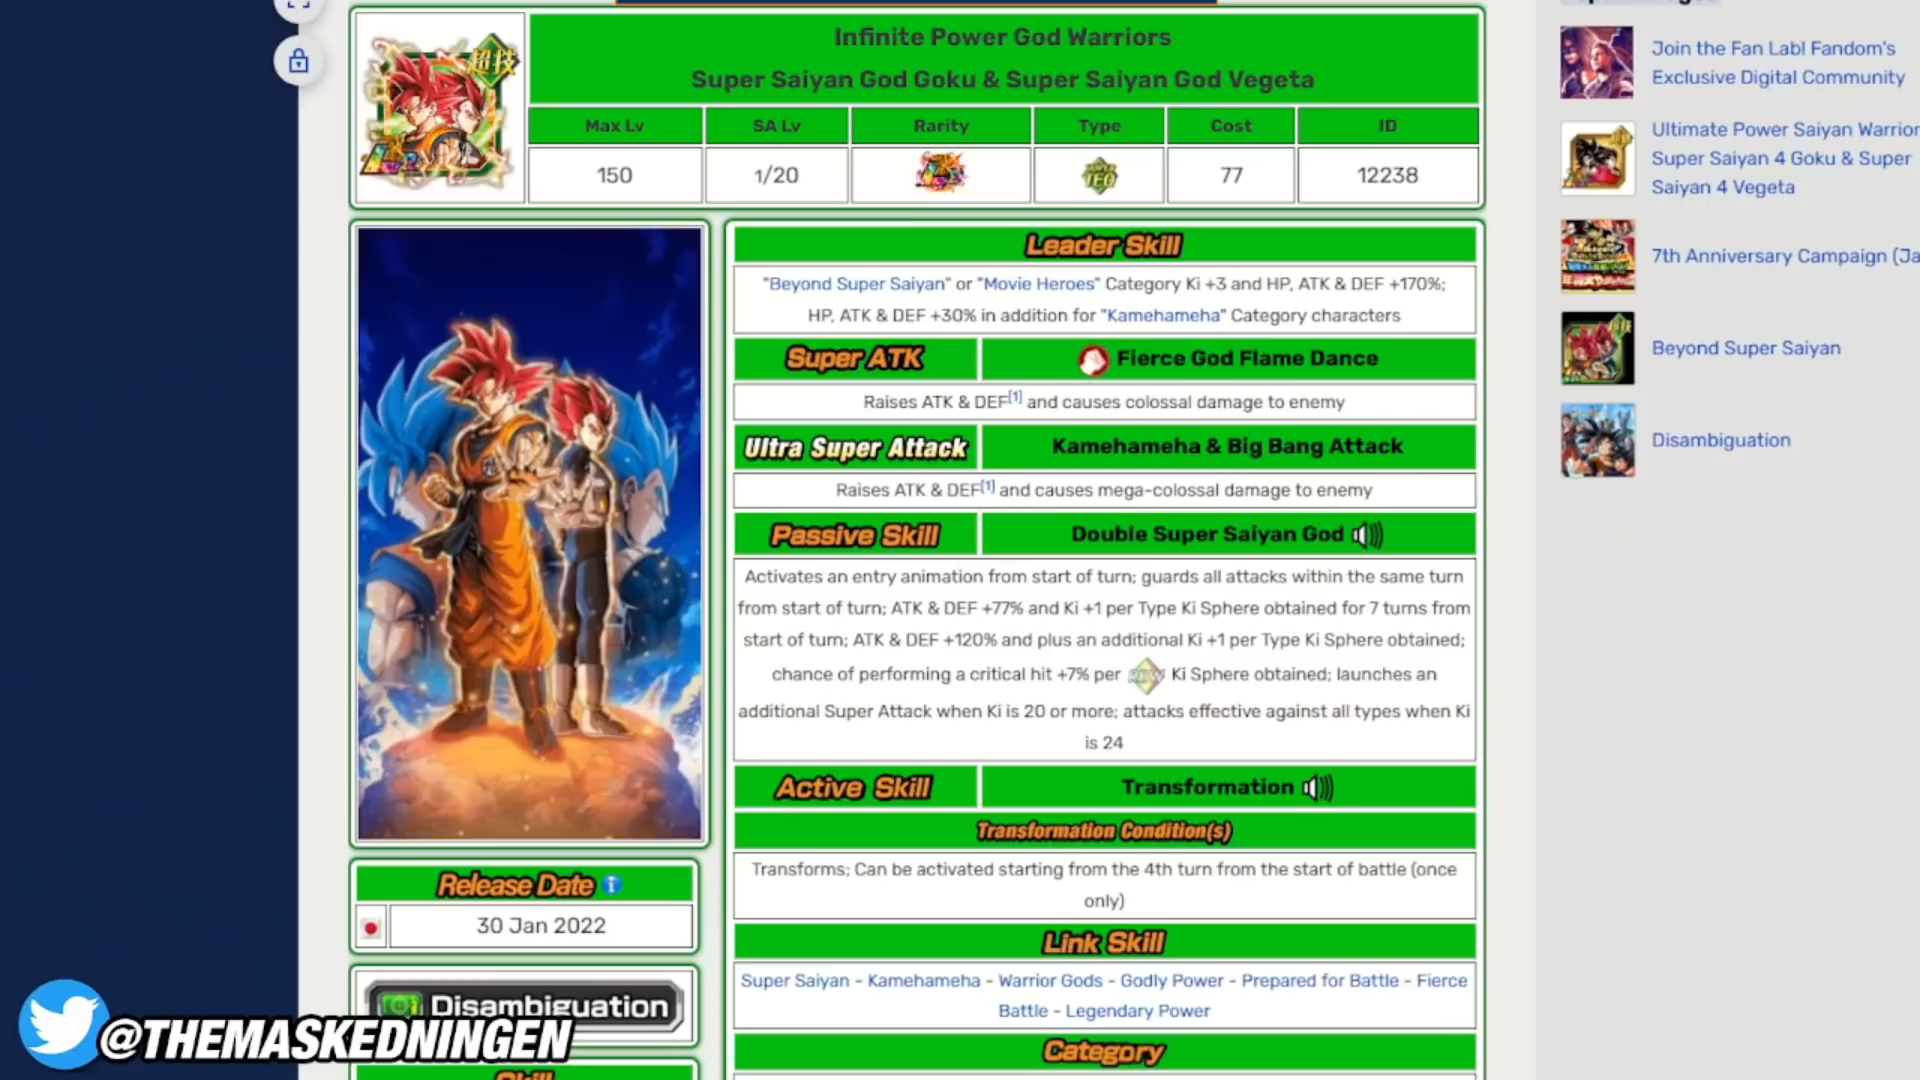 Infinite Power God Warriors
Super Saiyan God Goku & Super Saiyan God Vegeta
超技
LR
Max Lv
SA Lv
Rarity
Type
Cost
ID
150
1/20
LR
SUPER TEQ
77
12238
Leader Skill
"Beyond Super Saiyan" or "Movie Heroes" Category Ki +3 and HP, ATK & DEF +170%;
HP, ATK & DEF +30% in addition for "Kamehameha" Category characters
Super ATK
Fierce God Flame Dance
Raises ATK & DEF[1] and causes colossal damage to enemy
Ultra Super Attack
Kamehameha & Big Bang Attack
Raises ATK & DEF[1] and causes mega-colossal damage to enemy
Passive Skill
Double Super Saiyan God
Activates an entry animation from start of turn; guards all attacks within the same turn
from start of turn; ATK & DEF +77% and Ki +1 per Type Ki Sphere obtained for 7 turns from
start of turn; ATK & DEF +120% and plus an additional Ki +1 per Type Ki Sphere obtained;
chance of performing a critical hit +7% per Ki Sphere obtained; launches an
additional Super Attack when Ki is 20 or more; attacks effective against all types when Ki
is 24
Active Skill
Transformation
Transformation Condition(s)
Transforms; Can be activated starting from the 4th turn from the start of battle (once
only)
Link Skill
Super Saiyan - Kamehameha - Warrior Gods - Godly Power - Prepared for Battle - Fierce
Battle - Legendary Power
Category
Release Date
30 Jan 2022
Disambiguation
Skill
@THEMASKEDNINGEN
Join the Fan Lab! Fandom's
Exclusive Digital Community
Ultimate Power Saiyan Warrior
Super Saiyan 4 Goku & Super
Saiyan 4 Vegeta
7th Anniversary Campaign (Ja
Beyond Super Saiyan
Disambiguation